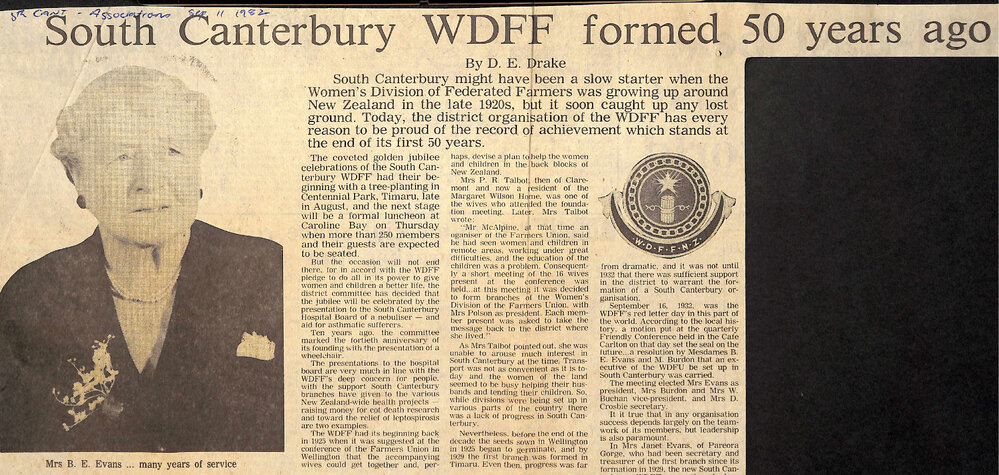 Sth CANT - Associations Sep 11 1982
South Canterbury WDFF formed 50 years ago
By D. E. Drake
South Canterbury might have been a slow starter when the
Women's Division of Federated Farmers was growing up around
New Zealand in the late 1920s, but it soon caught up any lost
ground. Today, the district organisation of the WDFF has every
reason to be proud of the record of achievement which stands at
the end of its first 50 years.
The coveted golden jubilee
celebrations of the South Can-
terbury WDFF had their be-
ginning with a tree-planting in
Centennial Park, Timaru, late
in August, and the next stage
will be a formal luncheon at
Caroline Bay on Thursday
when more than 250 members
and their guests are expected
to be seated.
But the occasion will not end
there, for in accord with the WDFF
pledge to do all in its power to give
women and children a better life, the
district committee has decided that
the jubilee will be celebrated by the
presentation to the South Canterbury
Hospital Board of a nebuliser — and
aid for asthmatic sufferers.
Ten years ago, the committee
marked the fortieth anniversary of
its founding with the presentation of a
wheelchair.
The presentations to the hospital
board are very much in line with the
WDFF's deep concern for people,
with the support South Canterbury
branches have given to the various
New Zealand-wide health projects —
raising money for cot death research
and toward the relief of leptospirosis
are two examples.
The WDFF had its beginning back
in 1925 when it was suggested at the
conference of the Farmers Union in
Wellington that the accompanying
wives could get together and, per-
haps, devise a plan to help the women
and children in the back blocks of
New Zealand.
Mrs P. R. Talbot, then of Clare-
mont and now a resident of the
Margaret Wilson Home, was one of
the wives who attended the founda-
tion meeting. Later, Mrs Talbot
wrote:
"Mr McAlpine, at that time an
oganiser of the Farmers Union, said
he had seen women and children in
remote areas, working under great
difficulties, and the education of the
children was a problem. Consequent-
ly a short meeting of the 16 wives
present at the conference was
held...at this meeting it was decided
to form branches of the Women's
Division of the Farmers Union, with
Mrs Polson as president. Each mem-
ber present was asked to take the
message back to the district where
she lived."
As Mrs Talbot pointed out, she was
unable to arouse much interest in
South Canterbury at the time. Trans-
port was not as convenient as it is to-
day and the women of the land
seemed to be busy helping their hus-
bands and tending their children. So,
while divisions were being set up in
various parts of the country there
was a lack of progress in South Can-
terbury.
Nevertheless, before the end of the
decade the seeds sown in Wellington
in 1925 began to germinate, and by
1929 the first branch was formed in
Timaru. Even then, progress was far
W·D·F·F·N·Z·
from dramatic, and it was not until
1932 that there was sufficient support
in the district to warrant the for-
mation of a South Canterbury or-
ganisation.
September 16, 1932, was the
WDFF's red letter day in this part of
the world. According to the local his-
tory, a motion put at the quarterly
Friendly Conference held in the Cafe
Carlton on that day set the seal on the
future...a resolution by Mesdames B.
E. Evans and M. Burdon that an ex-
ecutive of the WDFU be set up in
South Canterbury was carried.
The meeting elected Mrs Evans as
president, Mrs Burdon and Mrs W.
Buchan vice-president, and Mrs D.
Crosbie secretary.
It it true that in any organisation
success depends largely on the team-
work of its members, but leadership
is also paramount.
In Mrs Janet Evans, of Pareora
Gorge, who had been secretary and
treasurer of the first branch since its
formation in 1929, the new South Can-
Mrs B. E. Evans ... many years of service